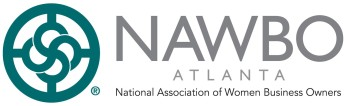 NAWBO
ATLANTA
® National Association of Women Business Owners